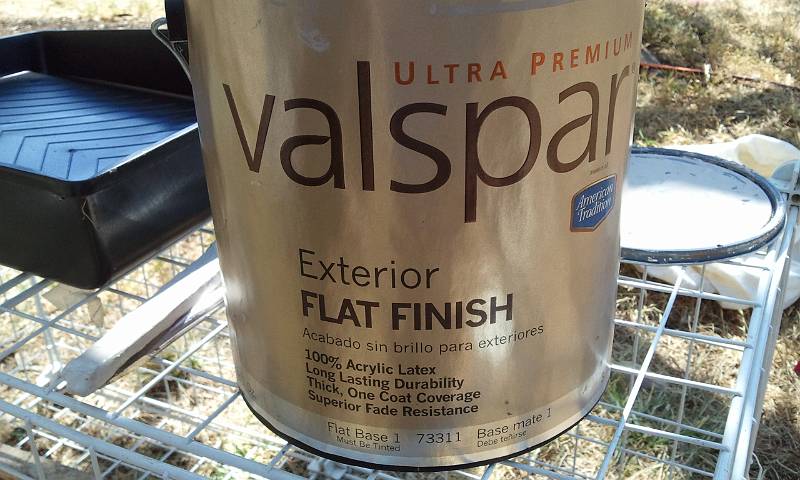 ULTRA PREMIUM
valspar
American
Tradition
Exterior
FLAT FINISH
Acabado sin brillo para exteriores
100% Acrylic Latex
Long Lasting Durability
Thick, One Coat Coverage
Superior Fade Resistance
Flat Base 1 73311 Base mate 1
Must Be Tinted Debe teñirse